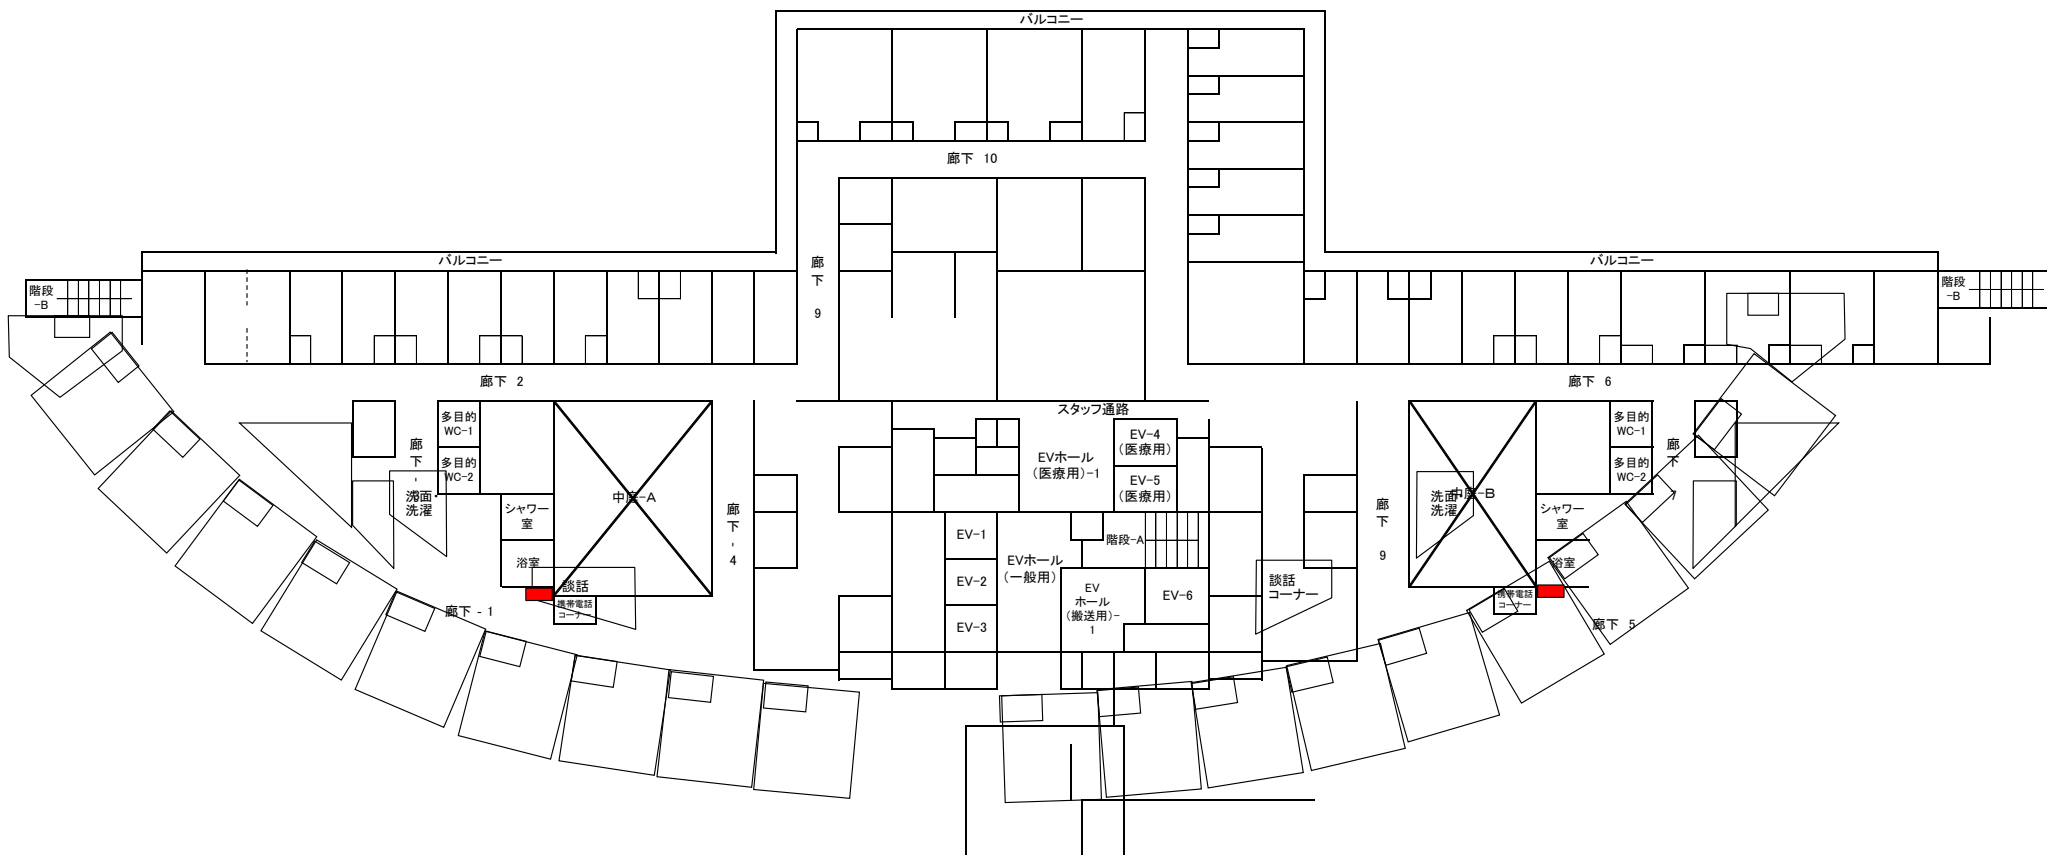 バルコニー
廊下 10
バルコニー
バルコニー
階段
-B
階段
-B
廊
下
9
廊下 2
廊下 6
スタッフ通路
多目的
WC-1
多目的
WC-2
廊
下
洗面・
洗濯
中庭-A
シャワー
室
浴室
談話
携帯電話
コーナー
廊下 - 1
廊
下
-
4
EVホール
(医療用)-1
EV-4
(医療用)
EV-5
(医療用)
EV-1
EV-2
EV-3
EVホール
(一般用)
階段-A
EV
ホール
(搬送用)-
1
EV-6
談話
コーナー
廊
下
9
洗面・
洗濯
中庭-B
多目的
WC-1
多目的
WC-2
シャワー
室
浴室
携帯電話
コーナー
廊下 5
廊
下
7